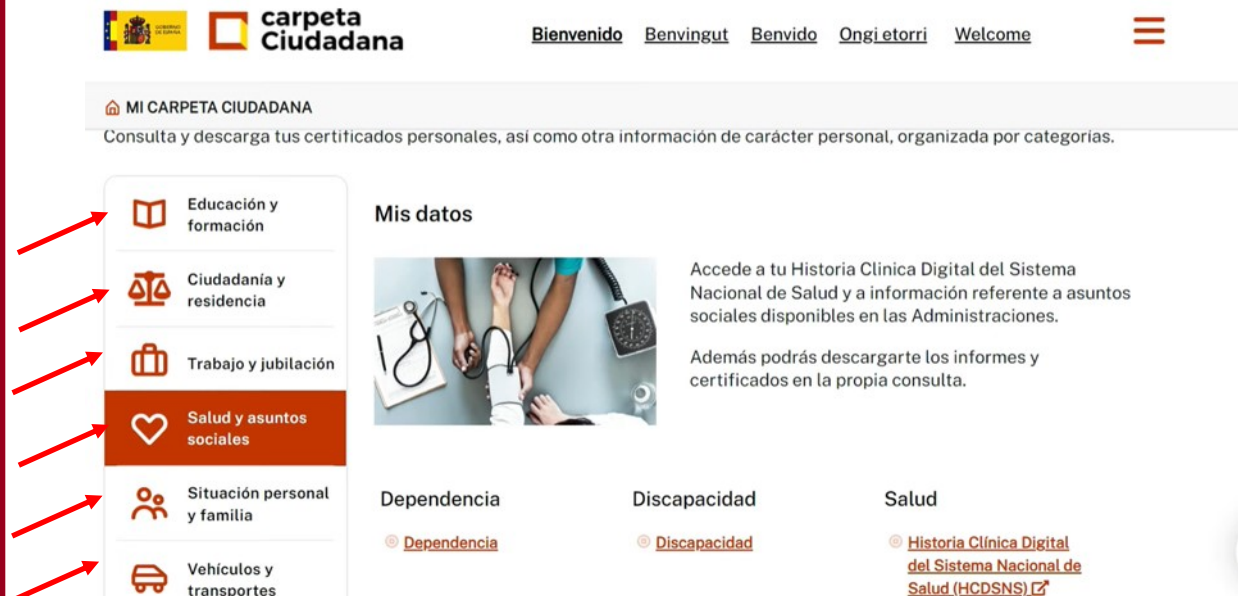 GOBIERNO DE ESPAÑA
carpeta
Ciudadana
Bienvenido Benvingut Benvido Ongi etorri Welcome
MI CARPETA CIUDADANA
Consulta y descarga tus certificados personales, así como otra información de carácter personal, organizada por categorías.
Educación y
formación
Ciudadanía y
residencia
Trabajo y jubilación
Salud y asuntos
sociales
Situación personal
y familia
Vehículos y
transportes
Mis datos
Accede a tu Historia Clinica Digital del Sistema
Nacional de Salud y a información referente a asuntos
sociales disponibles en las Administraciones.
Además podrás descargarte los informes y
certificados en la propia consulta.
Dependencia
Dependencia
Discapacidad
Discapacidad
Salud
Historia Clínica Digital
del Sistema Nacional de
Salud (HCDSNS)